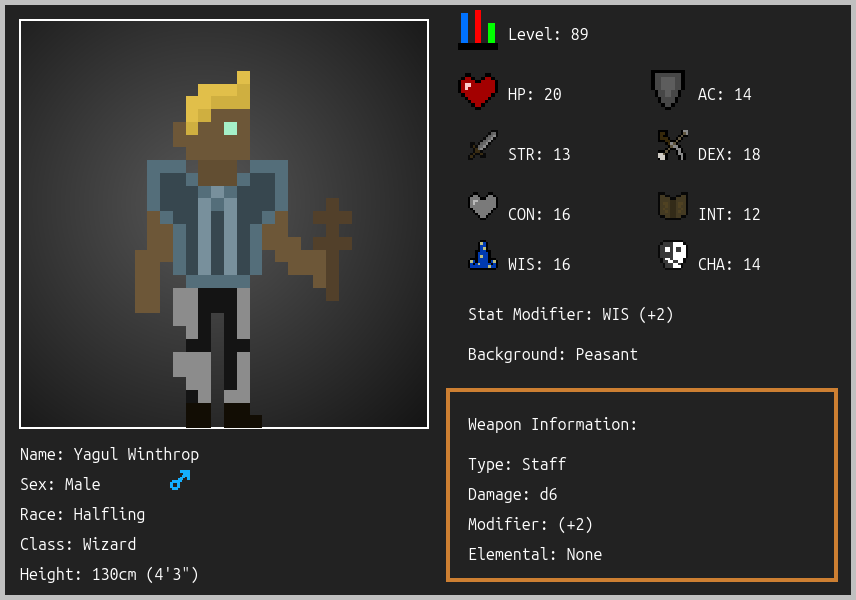 Level: 89
HP: 20
AC: 14
STR: 13
DEX: 18
CON: 16
INT: 12
WIS: 16
CHA: 14
Stat Modifier: WIS (+2)
Background: Peasant
Weapon Information:
Type: Staff
Damage: d6
Modifier: (+2)
Elemental: None
Name: Yagul Winthrop
Sex: Male
Race: Halfling
Class: Wizard
Height: 130cm (4'3")